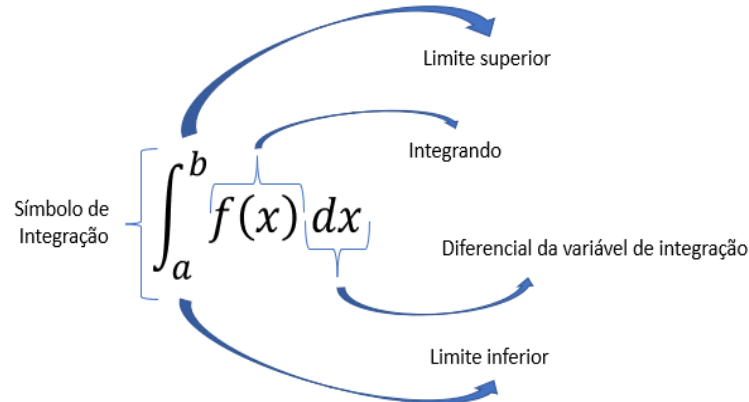 Limite superior
Integrando
Símbolo de
Integração
∫ₐᵇ f(x) dx
Diferencial da variável de integração
Limite inferior